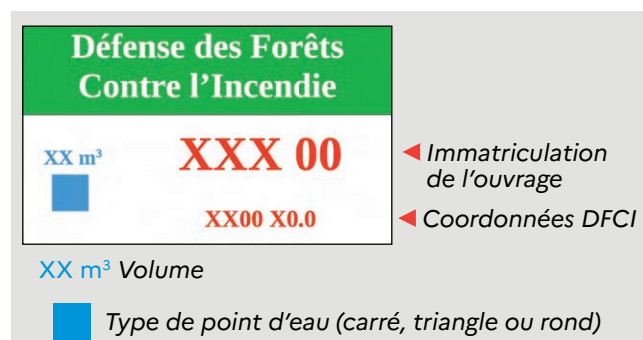 Défense des Forêts
Contre l'Incendie
XX m³
XXX 00
Immatriculation
de l'ouvrage
XX00 X0.0
Coordonnées DFCI
XX m³ Volume
Type de point d'eau (carré, triangle ou rond)